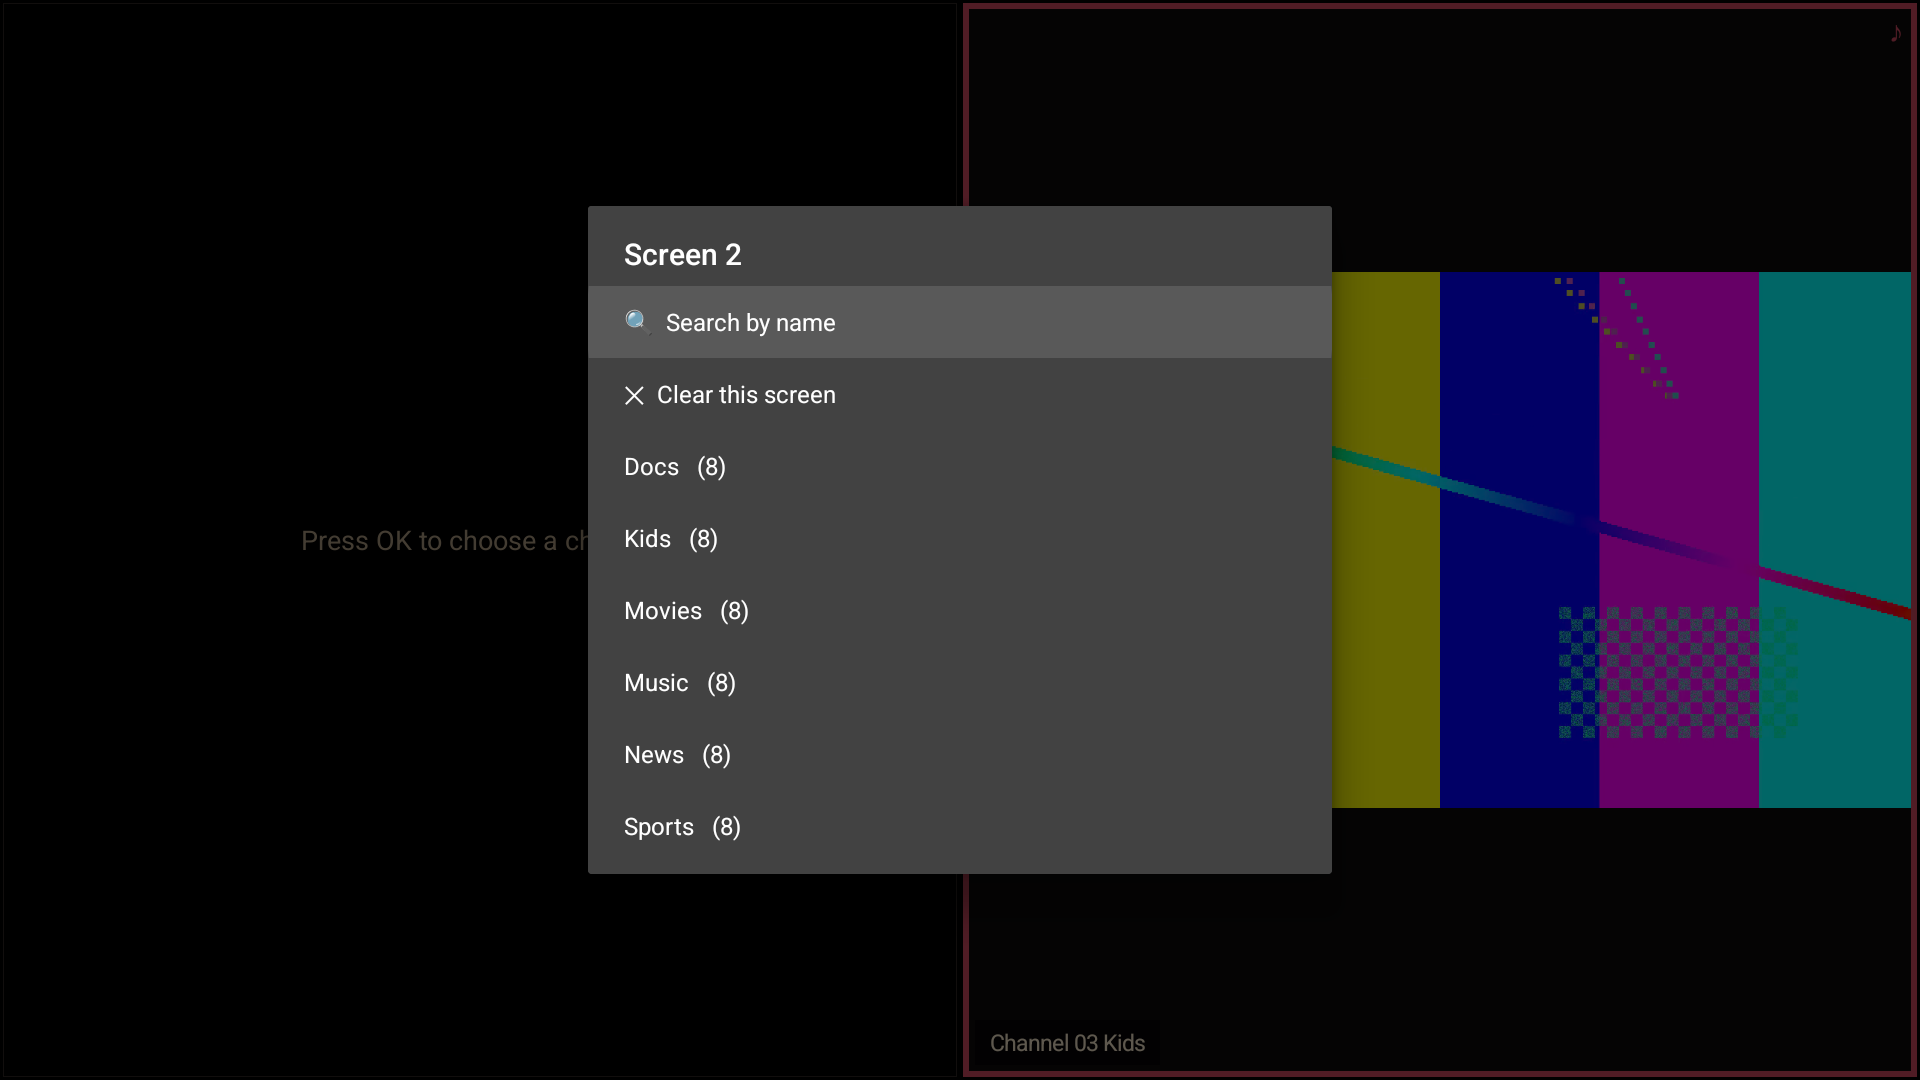 Screen 2
🔍 Search by name
✕ Clear this screen
Docs (8)
Kids (8)
Movies (8)
Music (8)
News (8)
Sports (8)
Press OK to choose a
Channel 03 Kids
♪